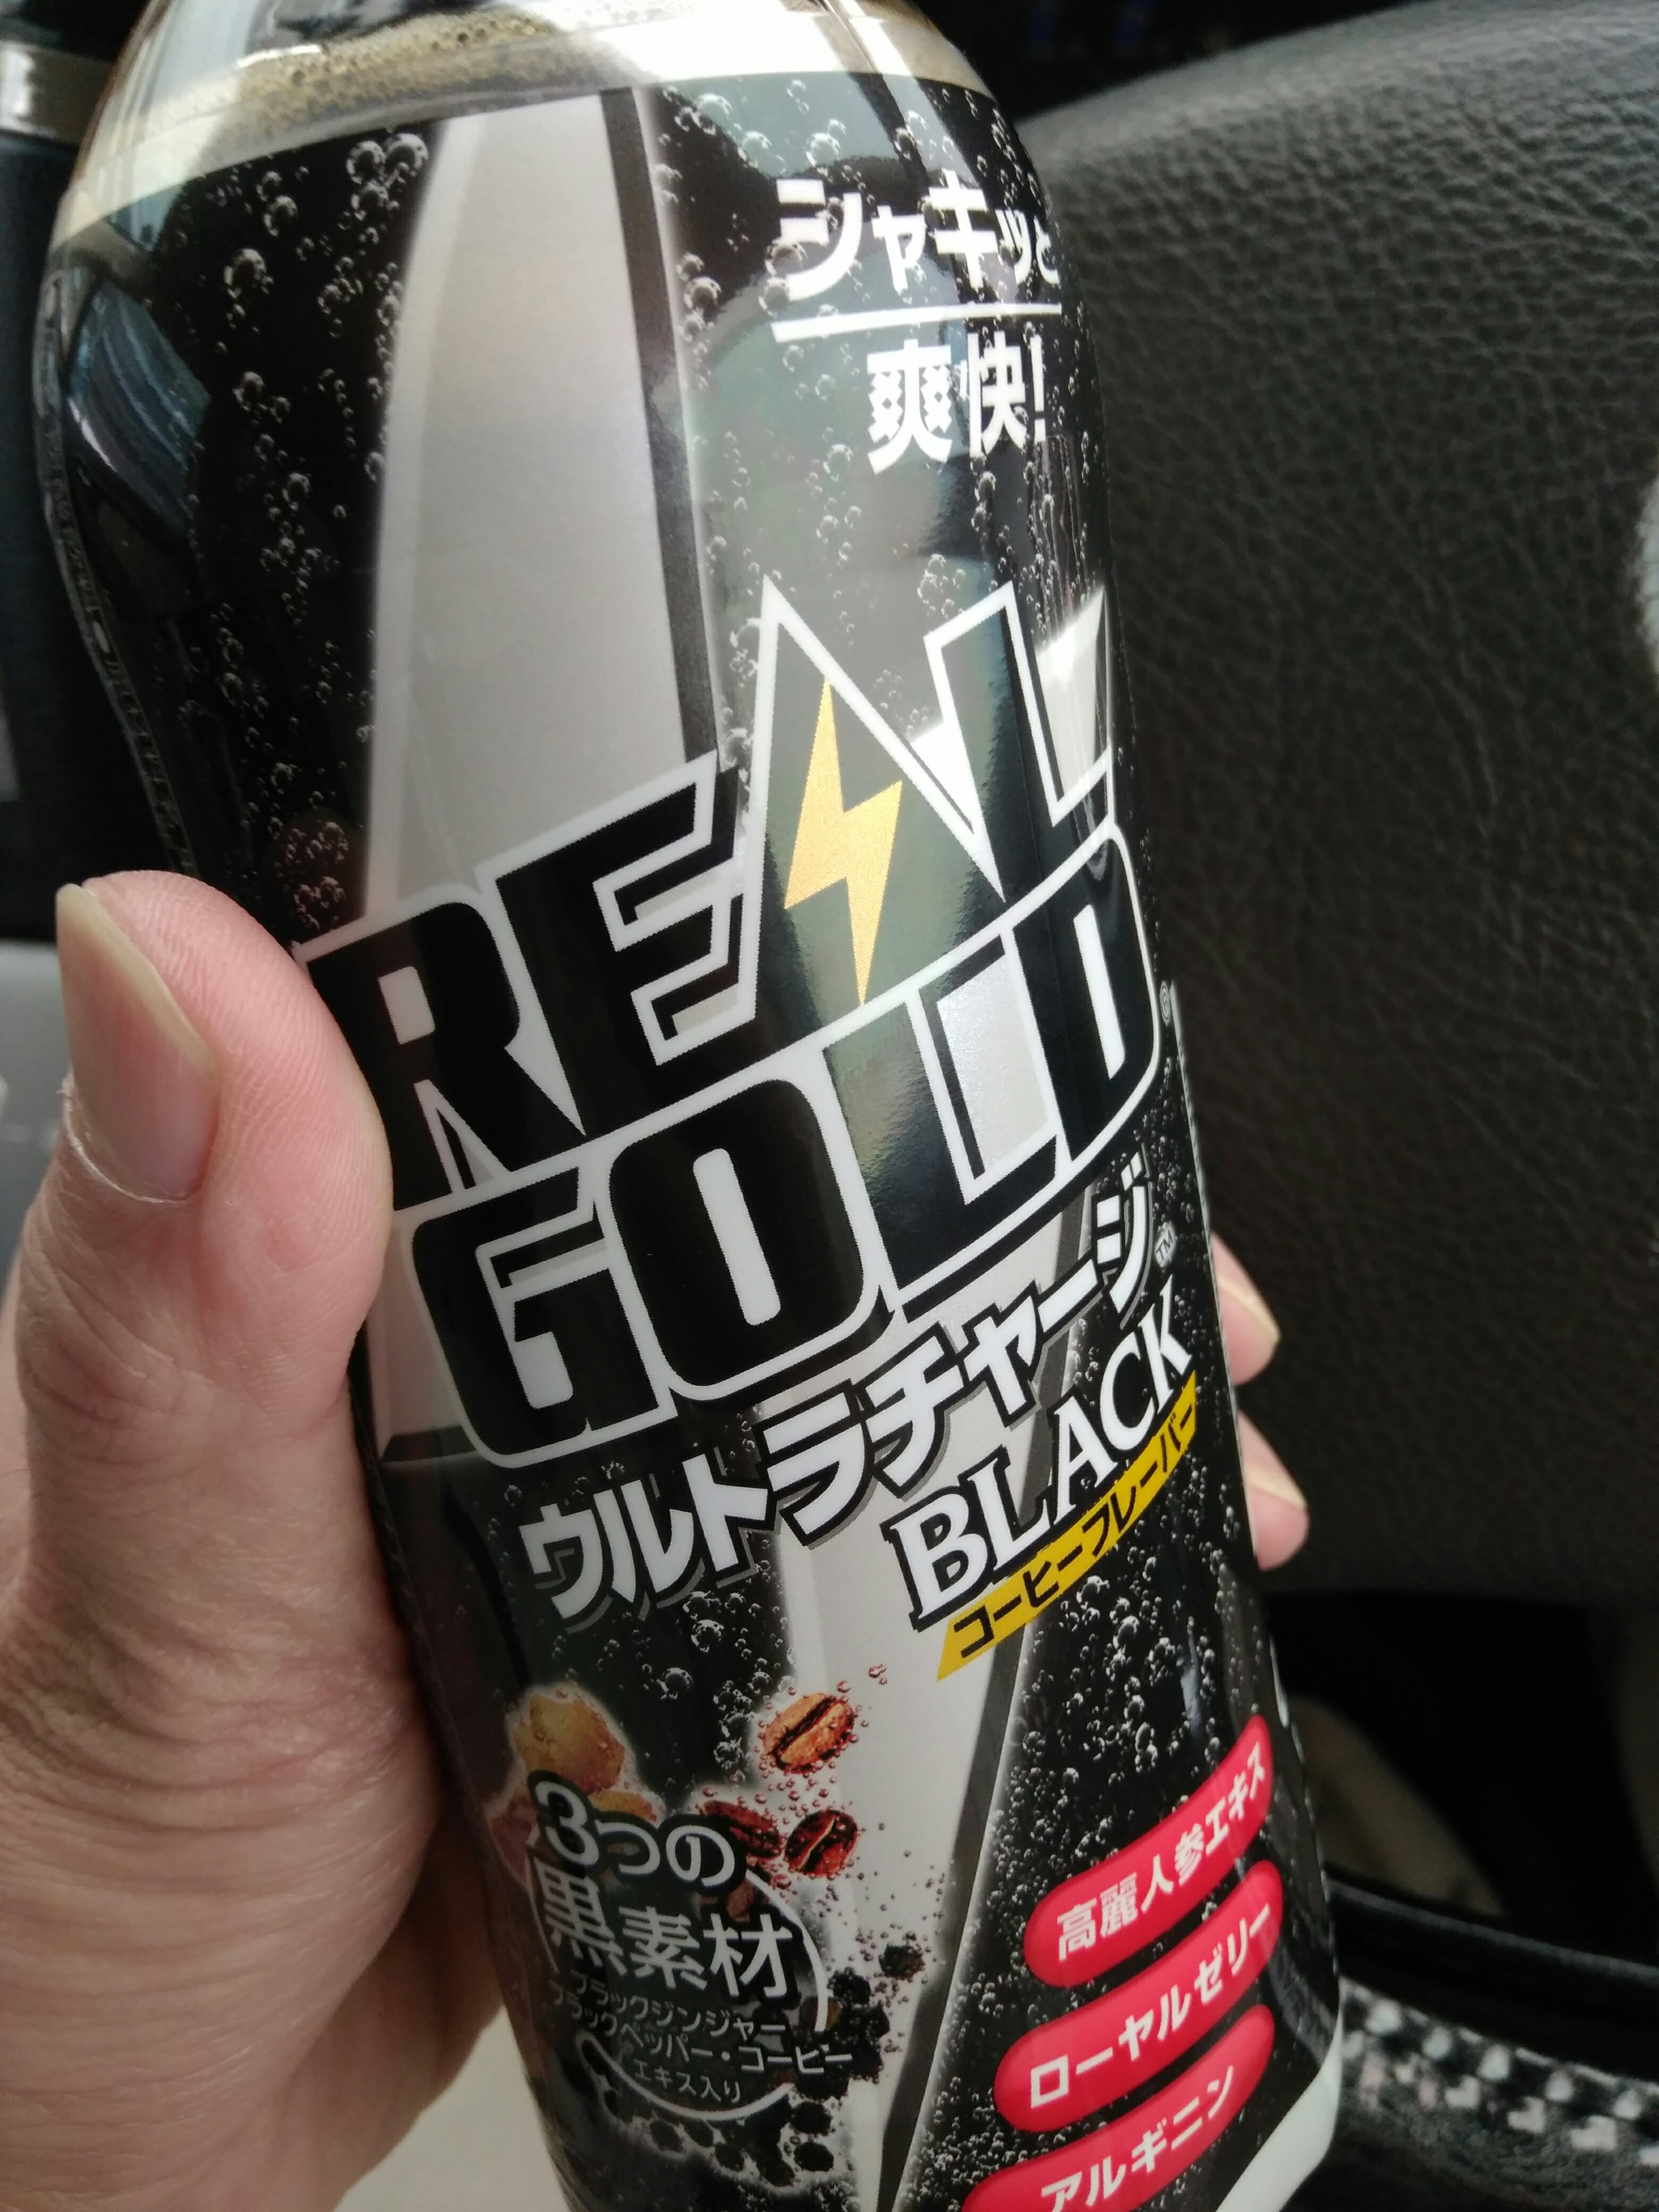 シャキッと
爽快!
REAL
GOLD®
ウルトラチャージ™
BLACK
コーヒーフレーバー
3つの
黒素材
ブラックジンジャー
ブラックペッパー・コーヒー
エキス入り
高麗人参エキス
ローヤルゼリー
アルギニン